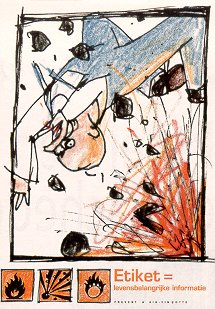 Etiket =
levensbelangrijke informatie